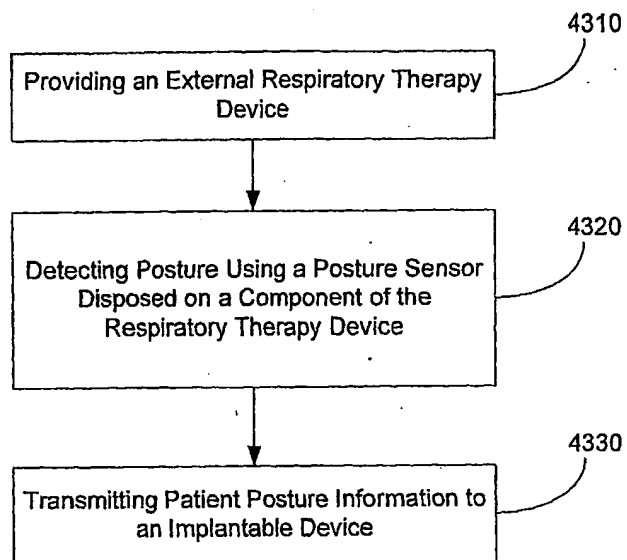 4310
Providing an External Respiratory Therapy
Device
4320
Detecting Posture Using a Posture Sensor
Disposed on a Component of the
Respiratory Therapy Device
4330
Transmitting Patient Posture Information to
an Implantable Device